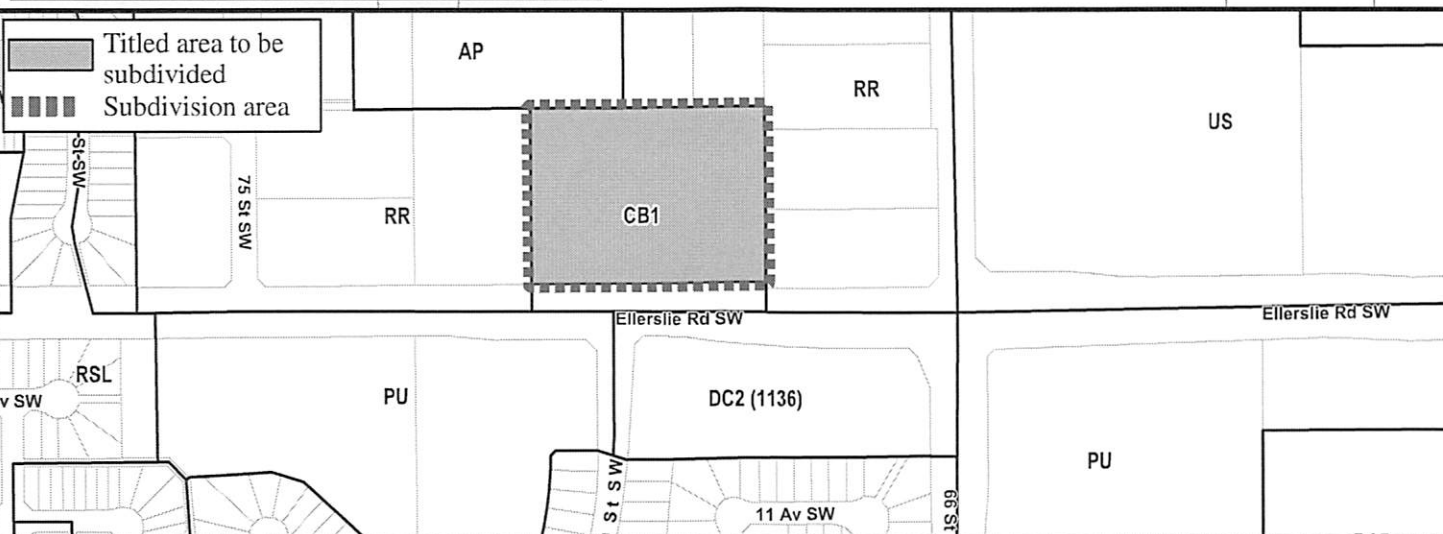 Titled area to be
subdivided
Subdivision area
AP
RR
US
St SW
75 St SW
RR
CB1
Ellerslie Rd SW
Ellerslie Rd SW
RSL
v SW
PU
DC2 (1136)
PU
St SW
11 Av SW
66 St